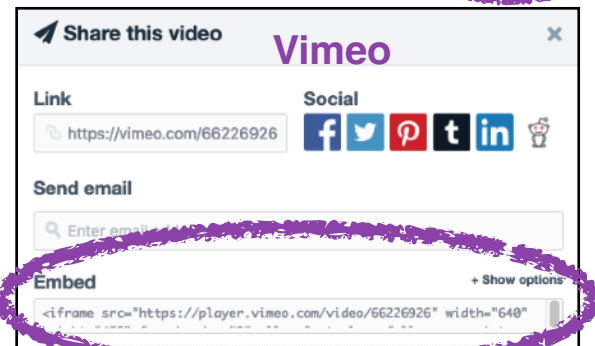 Share this video
Vimeo
Link
Social
https://vimeo.com/66226926
Send email
Enter email
Embed
+ Show options
<iframe src="https://player.vimeo.com/video/66226926" width="640"